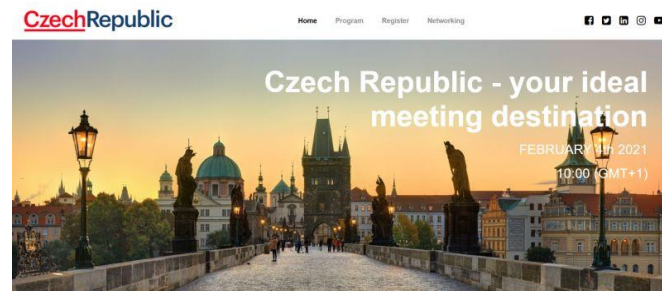 CzechRepublic
Home Program Register Networking
Czech Republic - your ideal
meeting destination
FEBRUARY 4th 2021
10:00 (GMT+1)